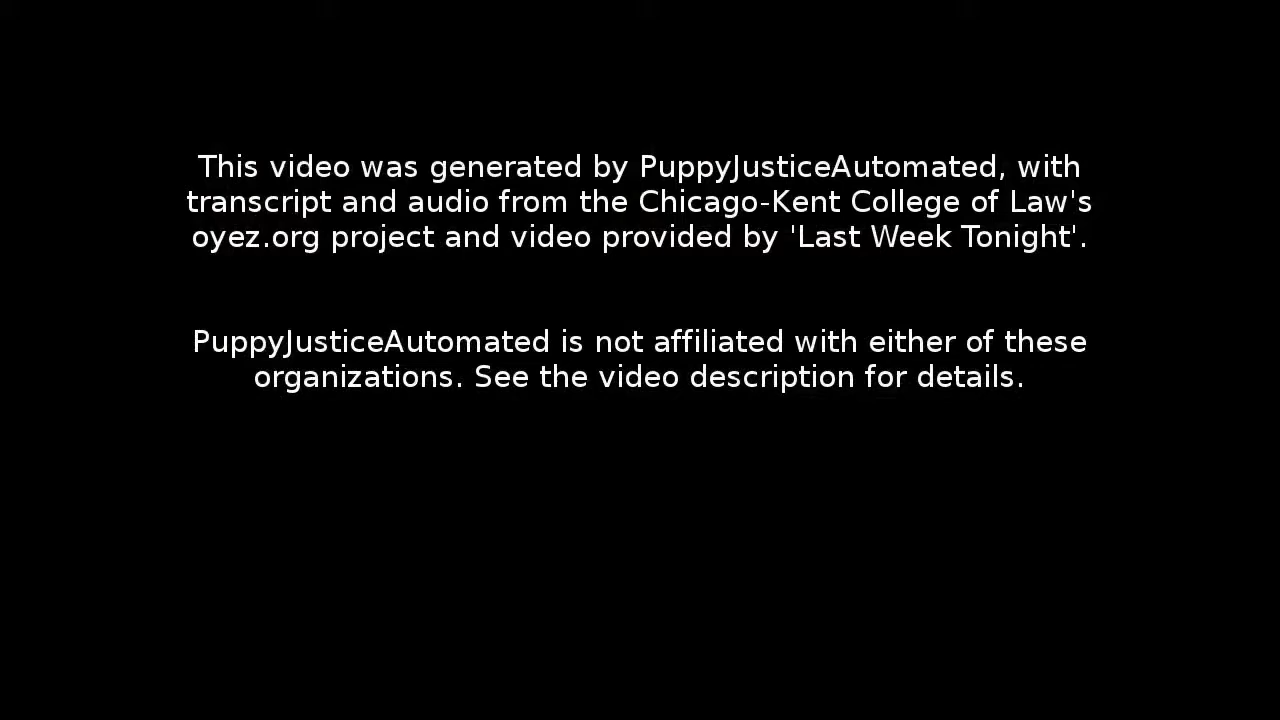 This video was generated by PuppyJusticeAutomated, with
transcript and audio from the Chicago-Kent College of Law's
oyez.org project and video provided by 'Last Week Tonight'.
PuppyJusticeAutomated is not affiliated with either of these
organizations. See the video description for details.